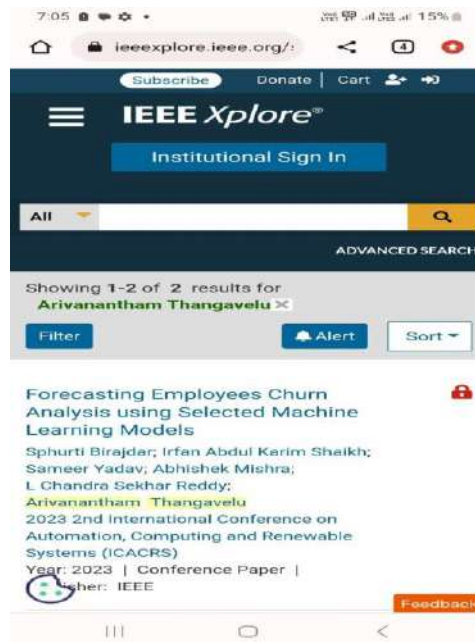 7:05
15%
ieeexplore.ieee.org/
4
Subscribe Donate | Cart
IEEE Xplore®
Institutional Sign In
All
ADVANCED SEARCH
Showing 1-2 of 2 results for
Arivanantham Thangavelu ×
Filter Alert Sort
Forecasting Employees Churn
Analysis using Selected Machine
Learning Models
Sphurti Birajdar; Irfan Abdul Karim Shaikh;
Sameer Yadav; Abhishek Mishra;
L Chandra Sekhar Reddy;
Arivanantham Thangavelu
2023 2nd International Conference on
Automation, Computing and Renewable
Systems (ICACRS)
Year: 2023 | Conference Paper |
sher: IEEE
Feedback